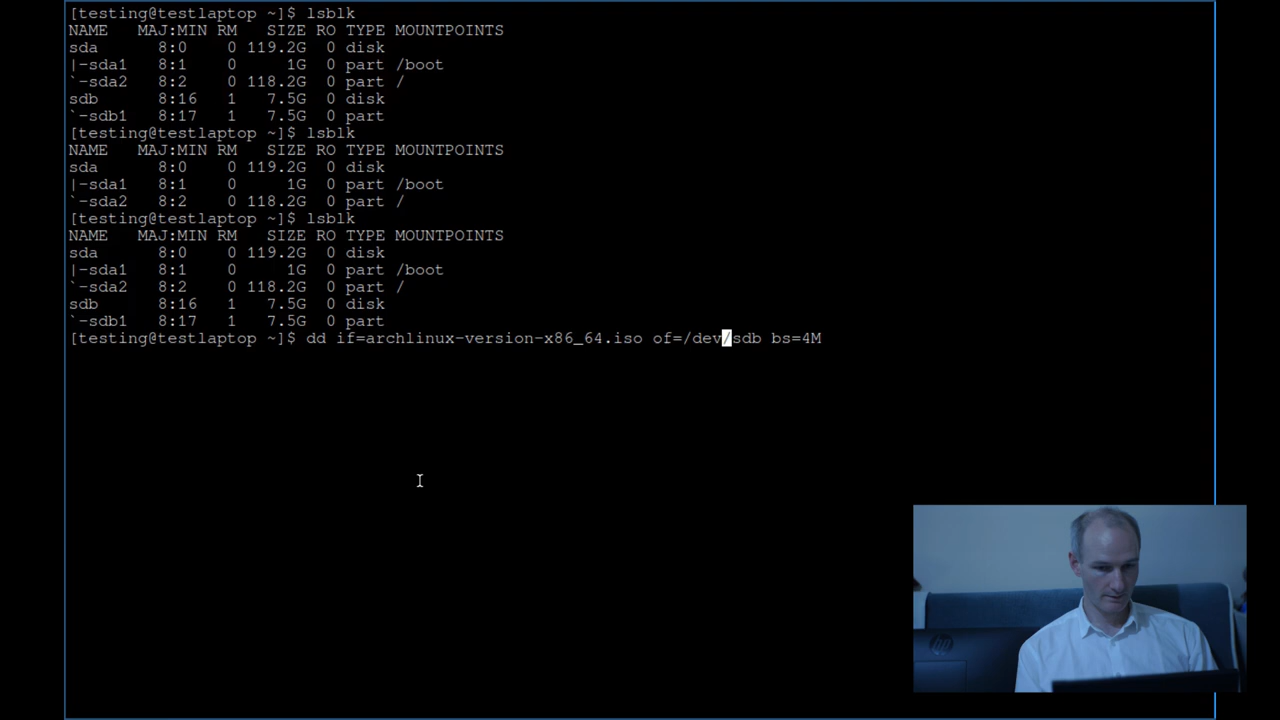 [testing@testlaptop ~]$ lsblk
NAME   MAJ:MIN RM   SIZE RO TYPE MOUNTPOINTS
sda      8:0    0 119.2G  0 disk
|-sda1   8:1    0     1G  0 part /boot
`-sda2   8:2    0 118.2G  0 part /
sdb      8:16   1   7.5G  0 disk
`-sdb1   8:17   1   7.5G  0 part
[testing@testlaptop ~]$ lsblk
NAME   MAJ:MIN RM   SIZE RO TYPE MOUNTPOINTS
sda      8:0    0 119.2G  0 disk
|-sda1   8:1    0     1G  0 part /boot
`-sda2   8:2    0 118.2G  0 part /
[testing@testlaptop ~]$ lsblk
NAME   MAJ:MIN RM   SIZE RO TYPE MOUNTPOINTS
sda      8:0    0 119.2G  0 disk
|-sda1   8:1    0     1G  0 part /boot
`-sda2   8:2    0 118.2G  0 part /
sdb      8:16   1   7.5G  0 disk
`-sdb1   8:17   1   7.5G  0 part
[testing@testlaptop ~]$ dd if=archlinux-version-x86_64.iso of=/dev/sdb bs=4M
hp